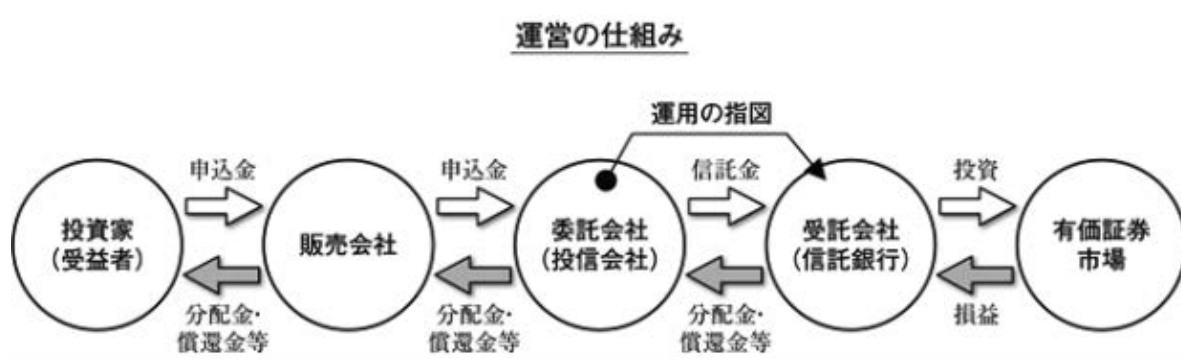 運営の仕組み
運用の指図
申込金
申込金
信託金
投資
投資家
(受益者)
販売会社
委託会社
(投信会社)
受託会社
(信託銀行)
有価証券
市場
分配金・
償還金等
分配金・
償還金等
分配金・
償還金等
損益